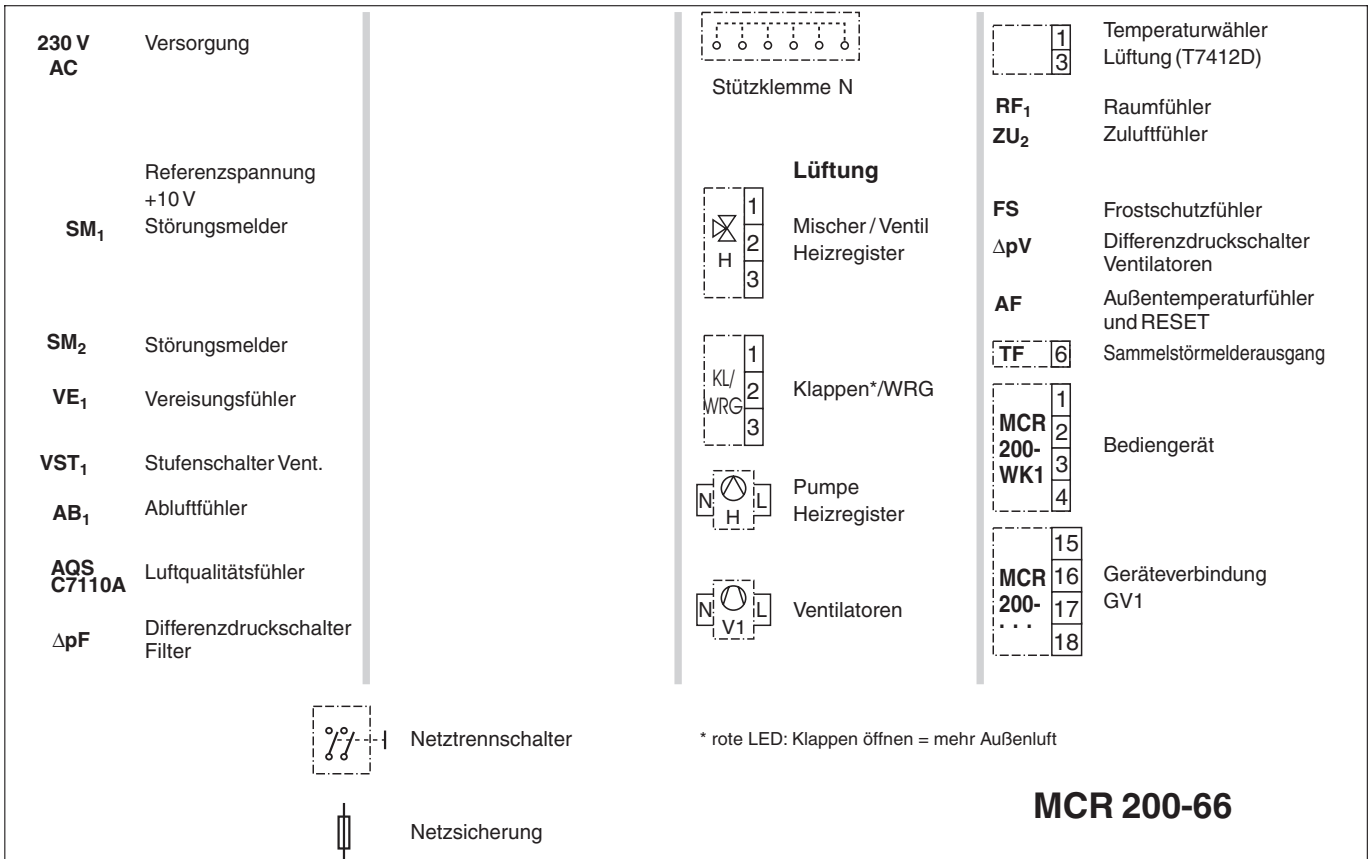 230 V
AC
Versorgung
Referenzspannung
+10 V
SM1
Störungsmelder
SM2
Störungsmelder
VE1
Vereisungsfühler
VST1
Stufenschalter Vent.
AB1
Abluftfühler
AQS
C7110A
Luftqualitätsfühler
∆pF
Differenzdruckschalter
Filter
Stützklemme N
Lüftung
H
1
2
3
Mischer / Ventil
Heizregister
KL/
WRG
1
2
3
Klappen*/WRG
N
H
L
Pumpe
Heizregister
N
V1
L
Ventilatoren
1
3
Temperaturwähler
Lüftung (T7412D)
RF1
Raumfühler
ZU2
Zuluftfühler
FS
Frostschutzfühler
∆pV
Differenzdruckschalter
Ventilatoren
AF
Außentemperaturfühler
und RESET
TF
6
Sammelstörmelderausgang
MCR
200-
WK1
1
2
3
4
Bediengerät
MCR
200-
. . .
15
16
17
18
Geräteverbindung
GV1
Netztrennschalter
* rote LED: Klappen öffnen = mehr Außenluft
Netzsicherung
MCR 200-66